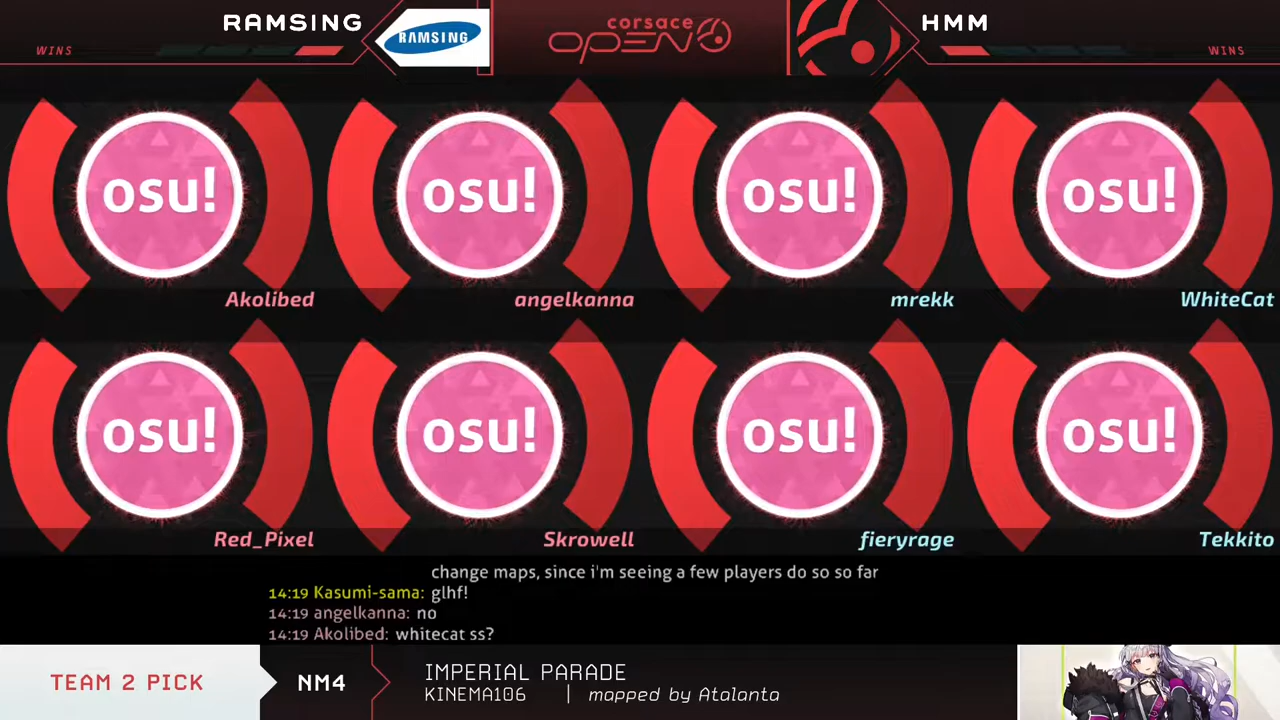 RAMSING
RAMSING
corsace
OPEN
HMM
WINS
WINS
osu!
osu!
osu!
osu!
Akolibed
angelkanna
mrekk
WhiteCat
osu!
osu!
osu!
osu!
Red_Pixel
Skrowell
fieryrage
Tekkito
change maps, since i'm seeing a few players do so so far
14:19 Kasumi-sama: glhf!
14:19 angelkanna: no
14:19 Akolibed: whitecat ss?
TEAM 2 PICK
NM4
IMPERIAL PARADE
KINEMA106 | mapped by Atalanta